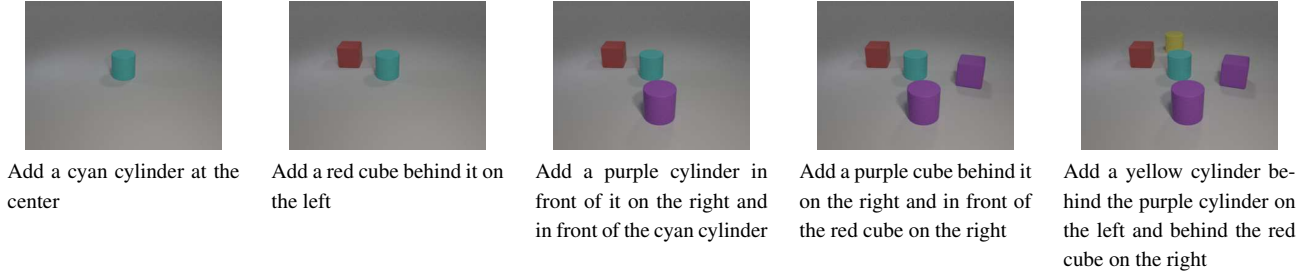 Add a cyan cylinder at the
center
Add a red cube behind it on
the left
Add a purple cylinder in
front of it on the right and
in front of the cyan cylinder
Add a purple cube behind it
on the right and in front of
the red cube on the right
Add a yellow cylinder be-
hind the purple cylinder on
the left and behind the red
cube on the right